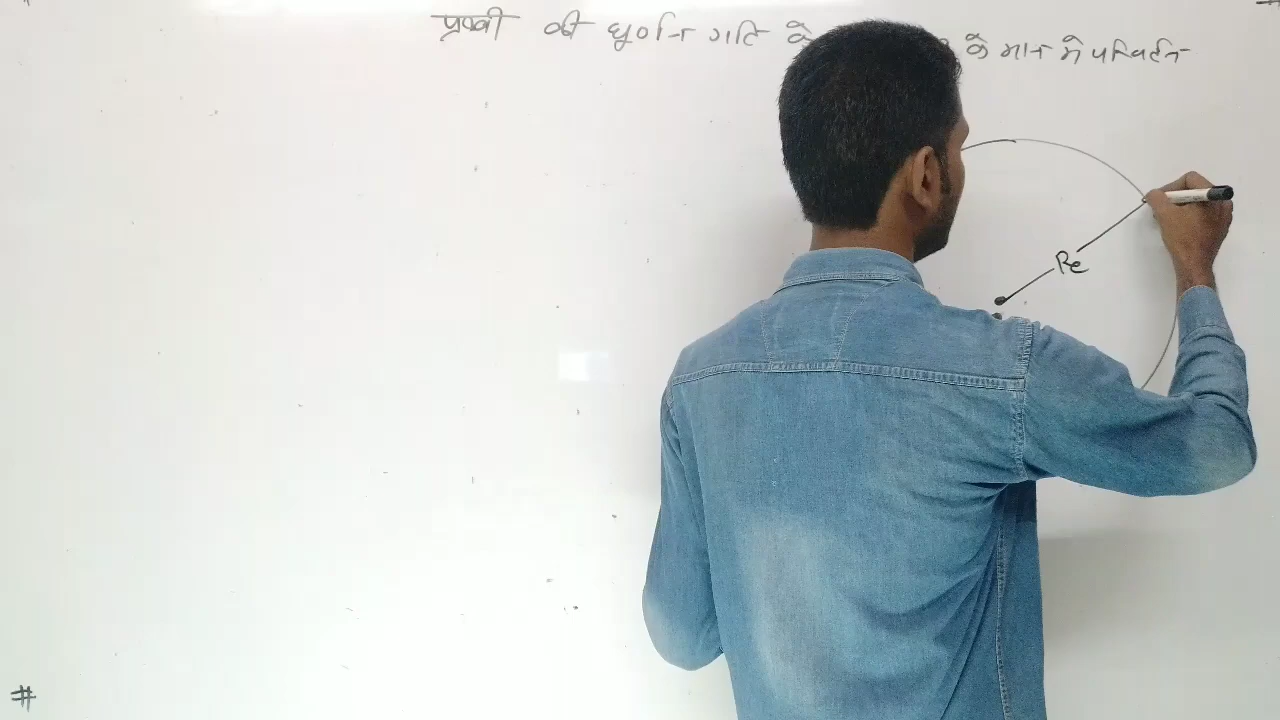 पृथ्वी की घूर्णन गति के के मान में परिवर्तन
Re
#